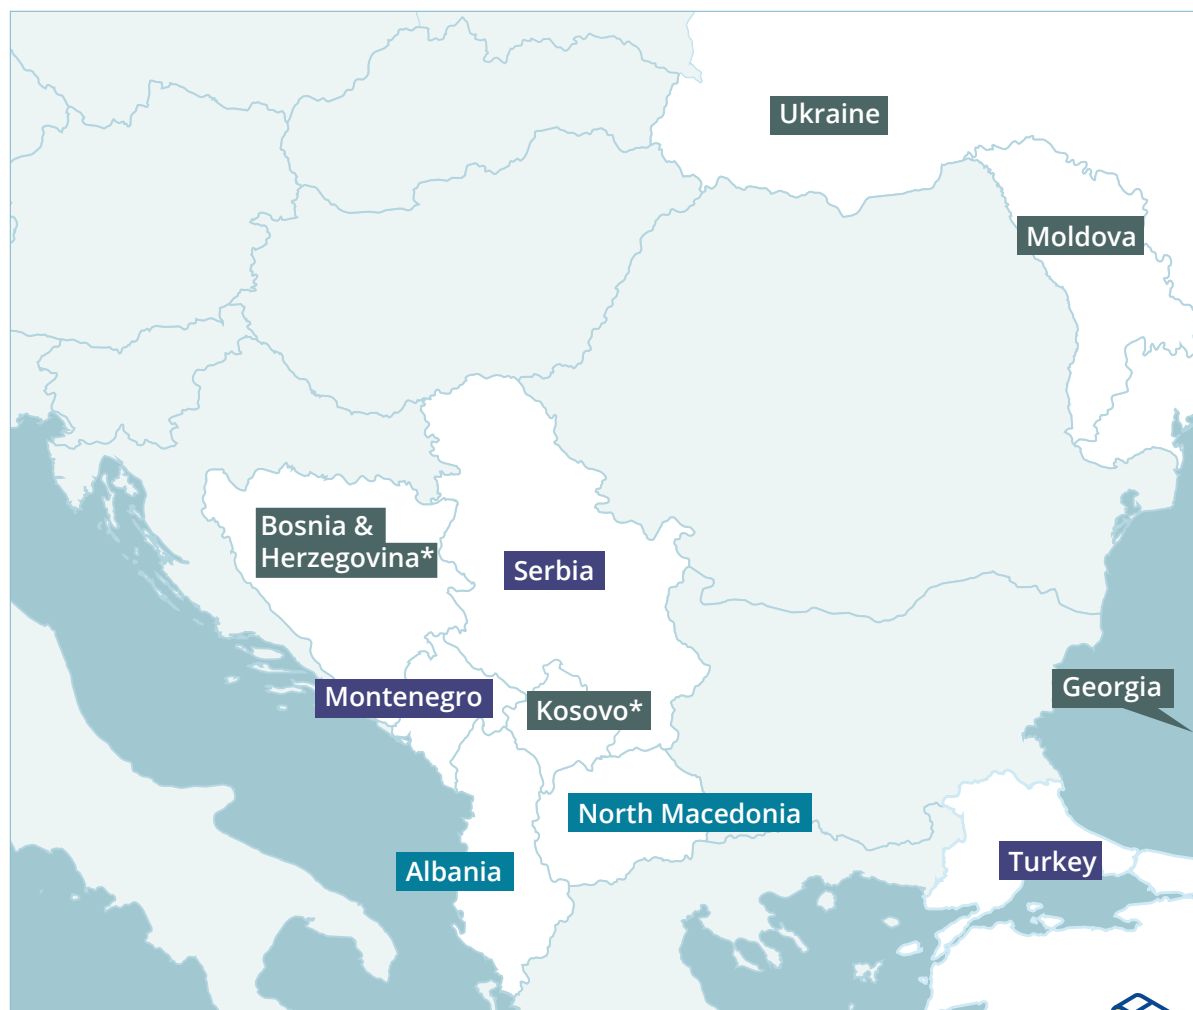 Ukraine
Moldova
Bosnia &
Herzegovina*
Serbia
Georgia
Montenegro
Kosovo*
North Macedonia
Turkey
Albania